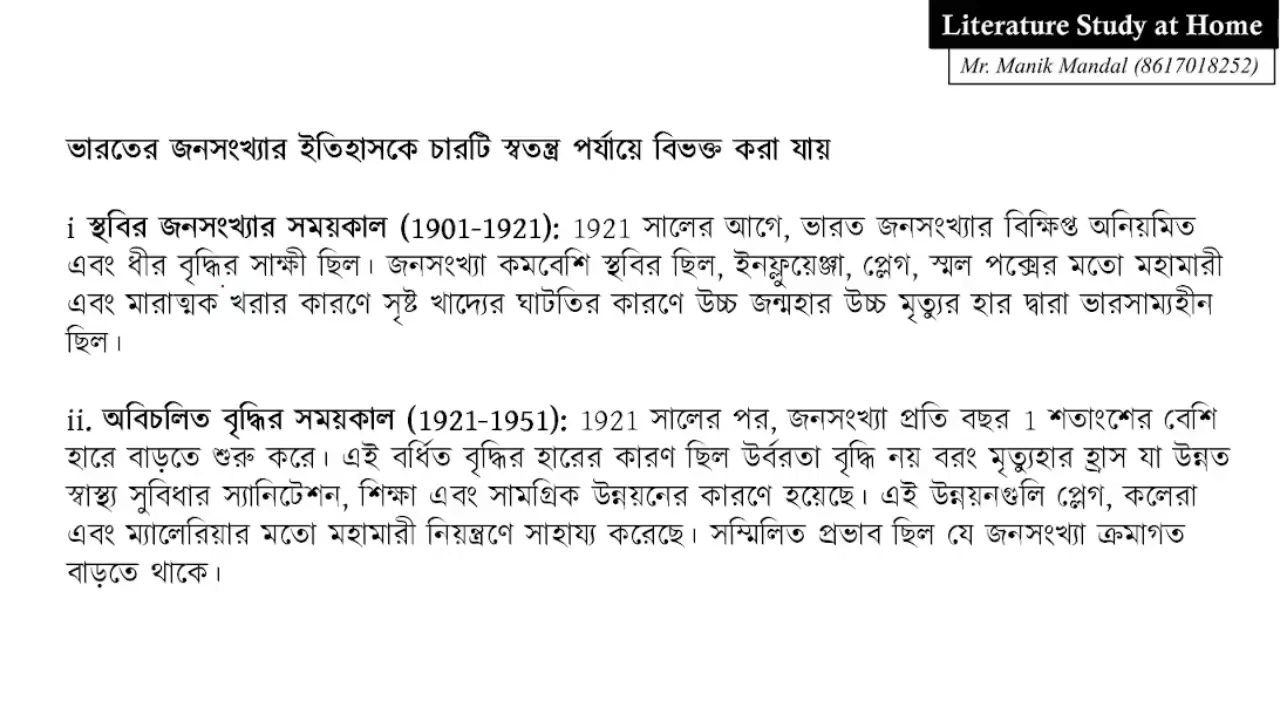 Literature Study at Home
Mr. Manik Mandal (8617018252)
ভারতের জনসংখ্যার ইতিহাসকে চারটি স্বতন্ত্র পর্যায়ে বিভক্ত করা যায়
i স্থবির জনসংখ্যার সময়কাল (1901-1921): 1921 সালের আগে, ভারত জনসংখ্যার বিক্ষিপ্ত অনিয়মিত
এবং ধীর বৃদ্ধির সাক্ষী ছিল। জনসংখ্যা কমবেশি স্থবির ছিল, ইনফ্লুয়েঞ্জা, প্লেগ, স্মল পক্সের মতো মহামারী
এবং মারাত্মক খরার কারণে সৃষ্ট খাদ্যের ঘাটতির কারণে উচ্চ জন্মহার উচ্চ মৃত্যুর হার দ্বারা ভারসাম্যহীন
ছিল।
ii. অবিচলিত বৃদ্ধির সময়কাল (1921-1951): 1921 সালের পর, জনসংখ্যা প্রতি বছর 1 শতাংশের বেশি
হারে বাড়তে শুরু করে। এই বর্ধিত বৃদ্ধির হারের কারণ ছিল উর্বরতা বৃদ্ধি নয় বরং মৃত্যুহার হ্রাস যা উন্নত
স্বাস্থ্য সুবিধার স্যানিটেশন, শিক্ষা এবং সামগ্রিক উন্নয়নের কারণে হয়েছে। এই উন্নয়নগুলি প্লেগ, কলেরা
এবং ম্যালেরিয়ার মতো মহামারী নিয়ন্ত্রণে সাহায্য করেছে। সম্মিলিত প্রভাব ছিল যে জনসংখ্যা ক্রমাগত
বাড়তে থাকে।